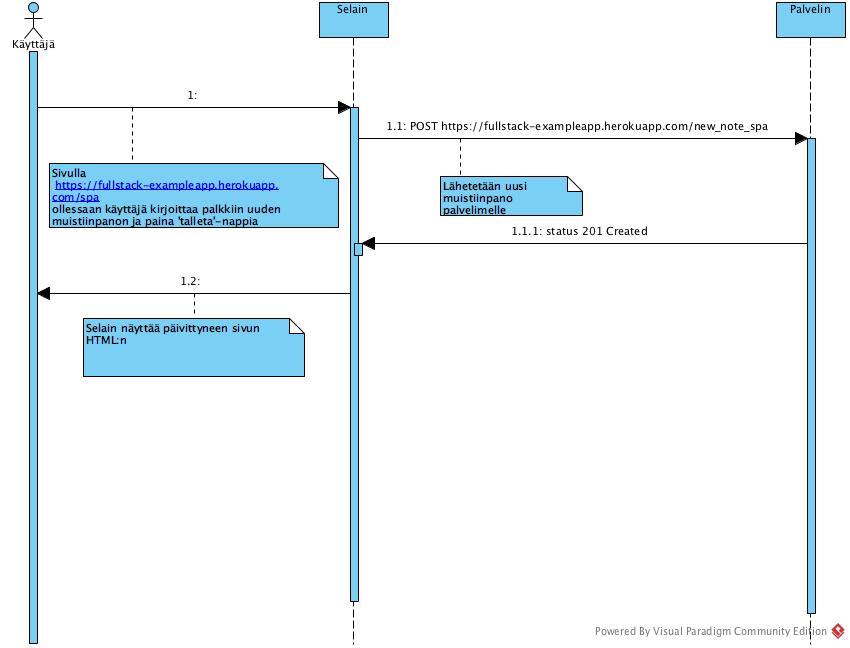 Käyttäjä
Selain
Palvelin
1:
1.1: POST https://fullstack-exampleapp.herokuapp.com/new_note_spa
Sivulla
https://fullstack-exampleapp.herokuapp.
com/spa
ollessaan käyttäjä kirjoittaa palkkiin uuden
muistiinpanon ja paina 'talleta'-nappia
Lähetetään uusi
muistiinpano
palvelimelle
1.1.1: status 201 Created
1.2:
Selain näyttää päivittyneen sivun
HTML:n
Powered By Visual Paradigm Community Edition